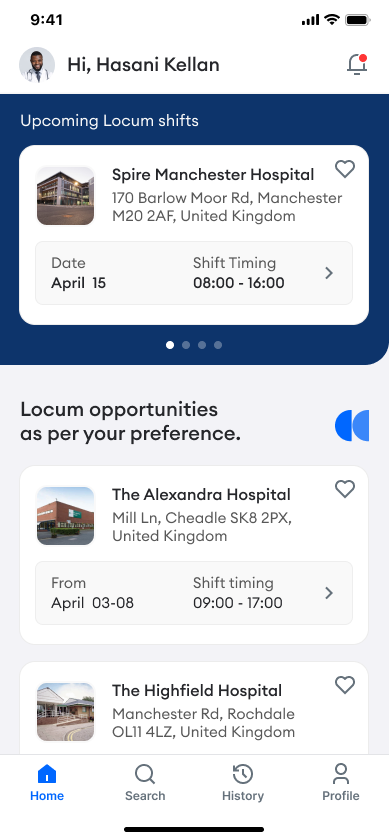 9:41
Hi, Hasani Kellan
Upcoming Locum shifts
Spire Manchester Hospital
170 Barlow Moor Rd, Manchester
M20 2AF, United Kingdom
Date
April 15
Shift Timing
08:00 - 16:00
Locum opportunities
as per your preference.
The Alexandra Hospital
Mill Ln, Cheadle SK8 2PX,
United Kingdom
From
April 03-08
Shift timing
09:00 - 17:00
The Highfield Hospital
Manchester Rd, Rochdale
OL11 4LZ, United Kingdom
Home
Search
History
Profile